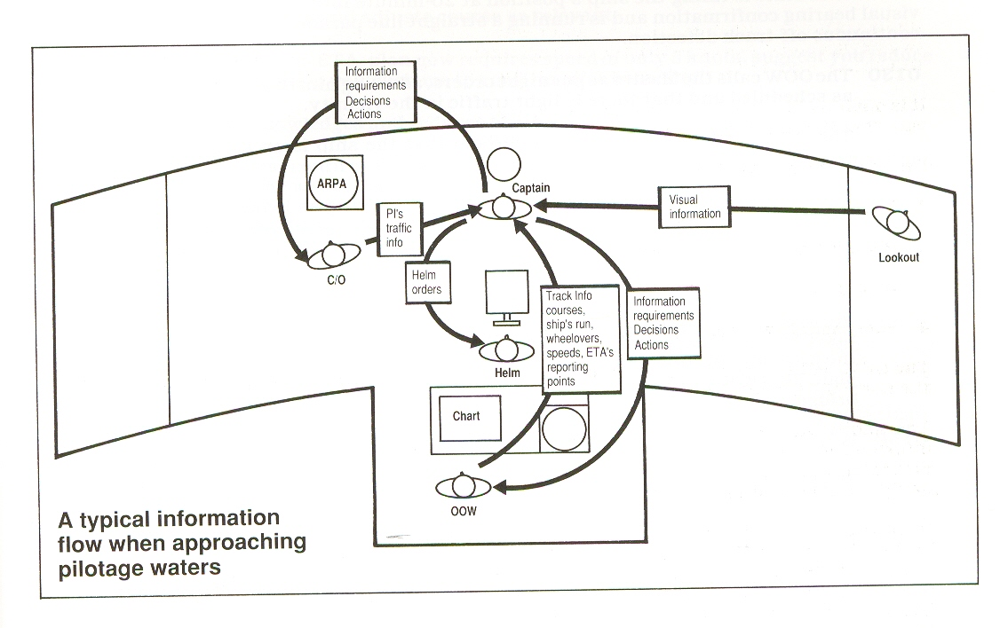 Information
requirements
Decisions
Actions
ARPA
Captain
PI's
traffic
info
Visual
information
Lookout
C/O
Helm
orders
Track Info
courses,
ship's run,
wheelovers,
speeds, ETA's
reporting
points
Information
requirements
Decisions
Actions
Helm
Chart
OOW
A typical information
flow when approaching
pilotage waters